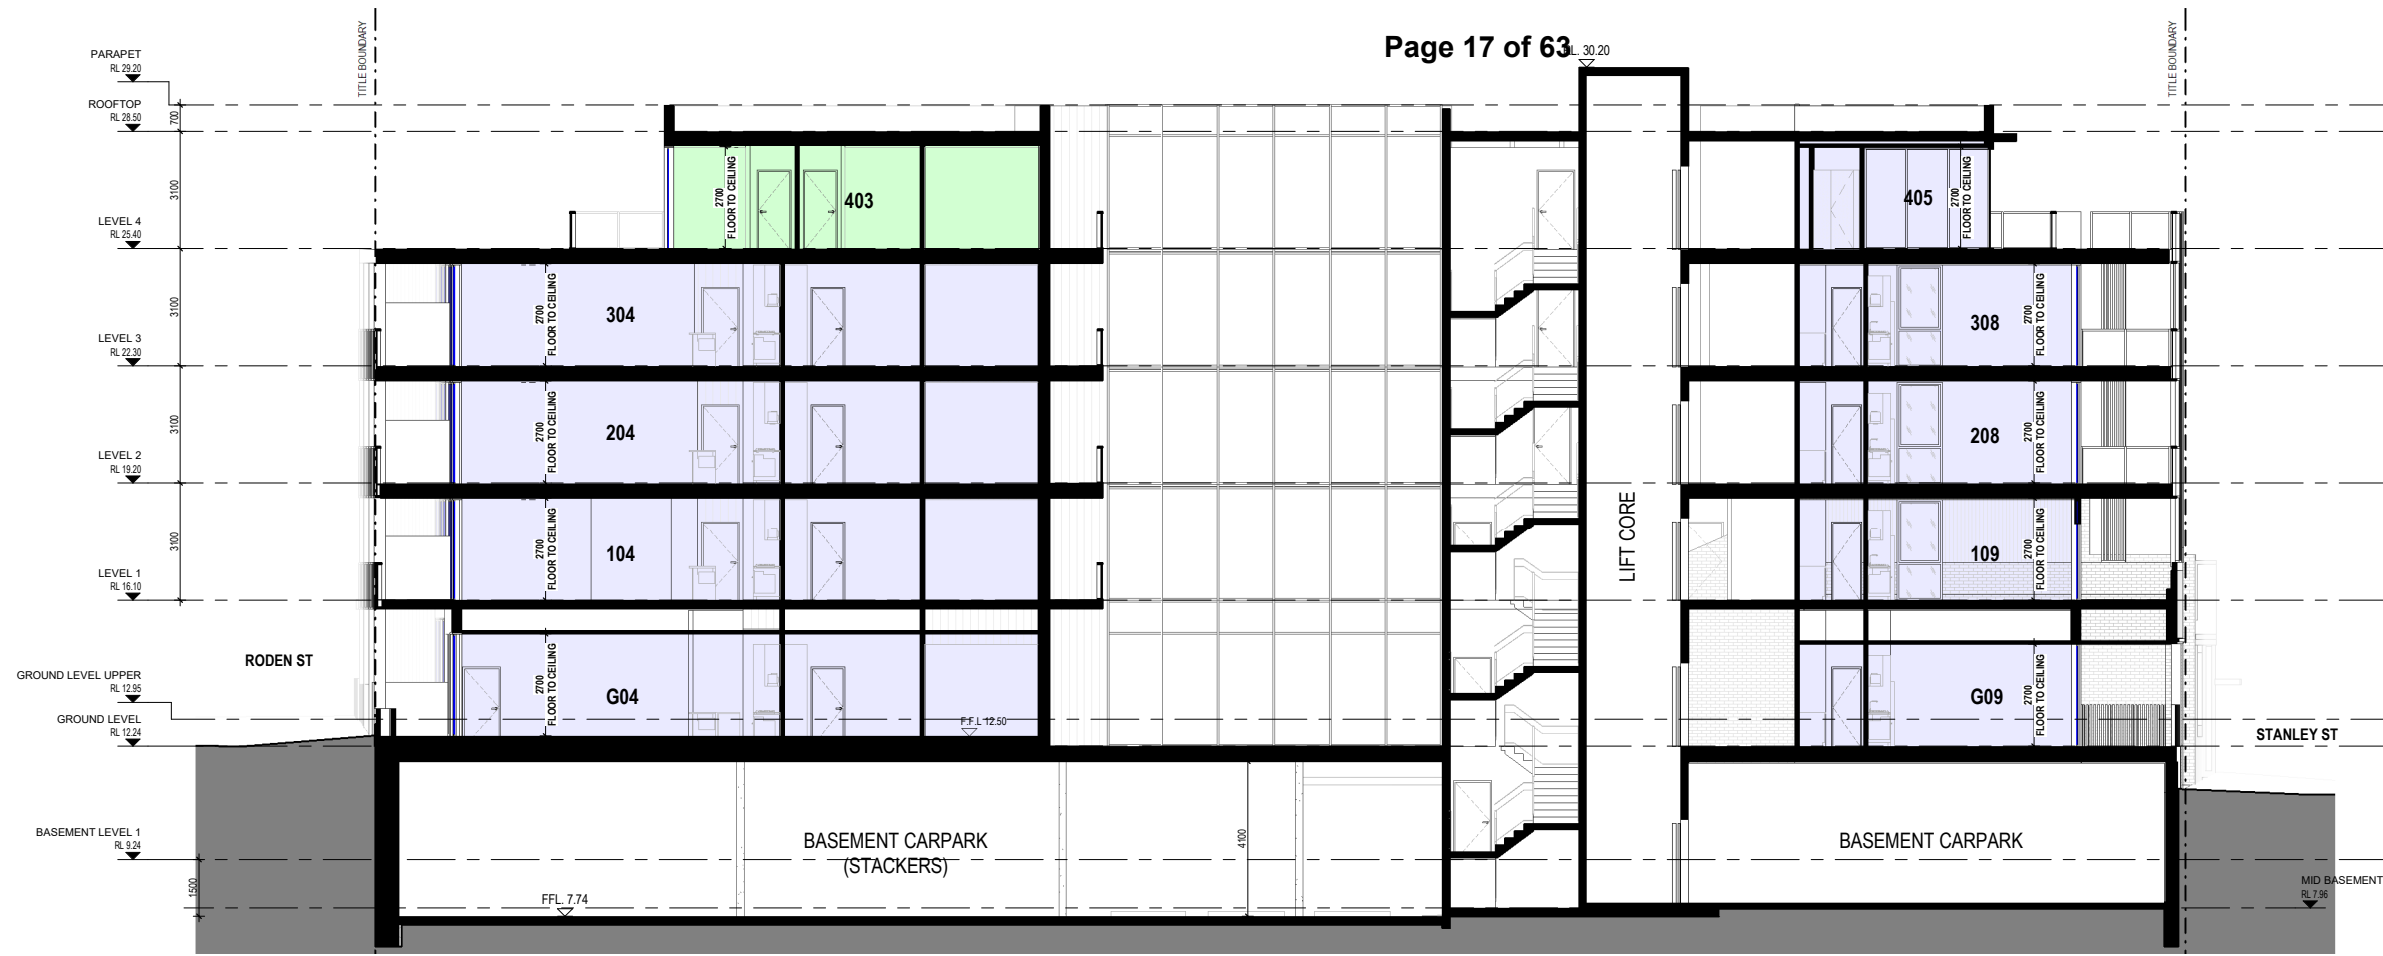 Page 17 of 63
RL. 30.20
TITLE BOUNDARY
TITLE BOUNDARY
PARAPET
RL 29.20
ROOFTOP
RL 28.50
700
3100
LEVEL 4
RL 25.40
3100
LEVEL 3
RL 22.30
3100
LEVEL 2
RL 19.20
3100
LEVEL 1
RL 16.10
RODEN ST
GROUND LEVEL UPPER
RL 12.95
GROUND LEVEL
RL 12.24
BASEMENT LEVEL 1
RL 9.24
1500
2700
FLOOR TO CEILING
403
2700
FLOOR TO CEILING
304
2700
FLOOR TO CEILING
204
2700
FLOOR TO CEILING
104
2700
FLOOR TO CEILING
G04
F.F.L 12.50
BASEMENT CARPARK
(STACKERS)
FFL. 7.74
4100
LIFT CORE
405
2700
FLOOR TO CEILING
308
2700
FLOOR TO CEILING
208
2700
FLOOR TO CEILING
109
2700
FLOOR TO CEILING
G09
2700
FLOOR TO CEILING
STANLEY ST
BASEMENT CARPARK
MID BASEMENT
RL 7.96